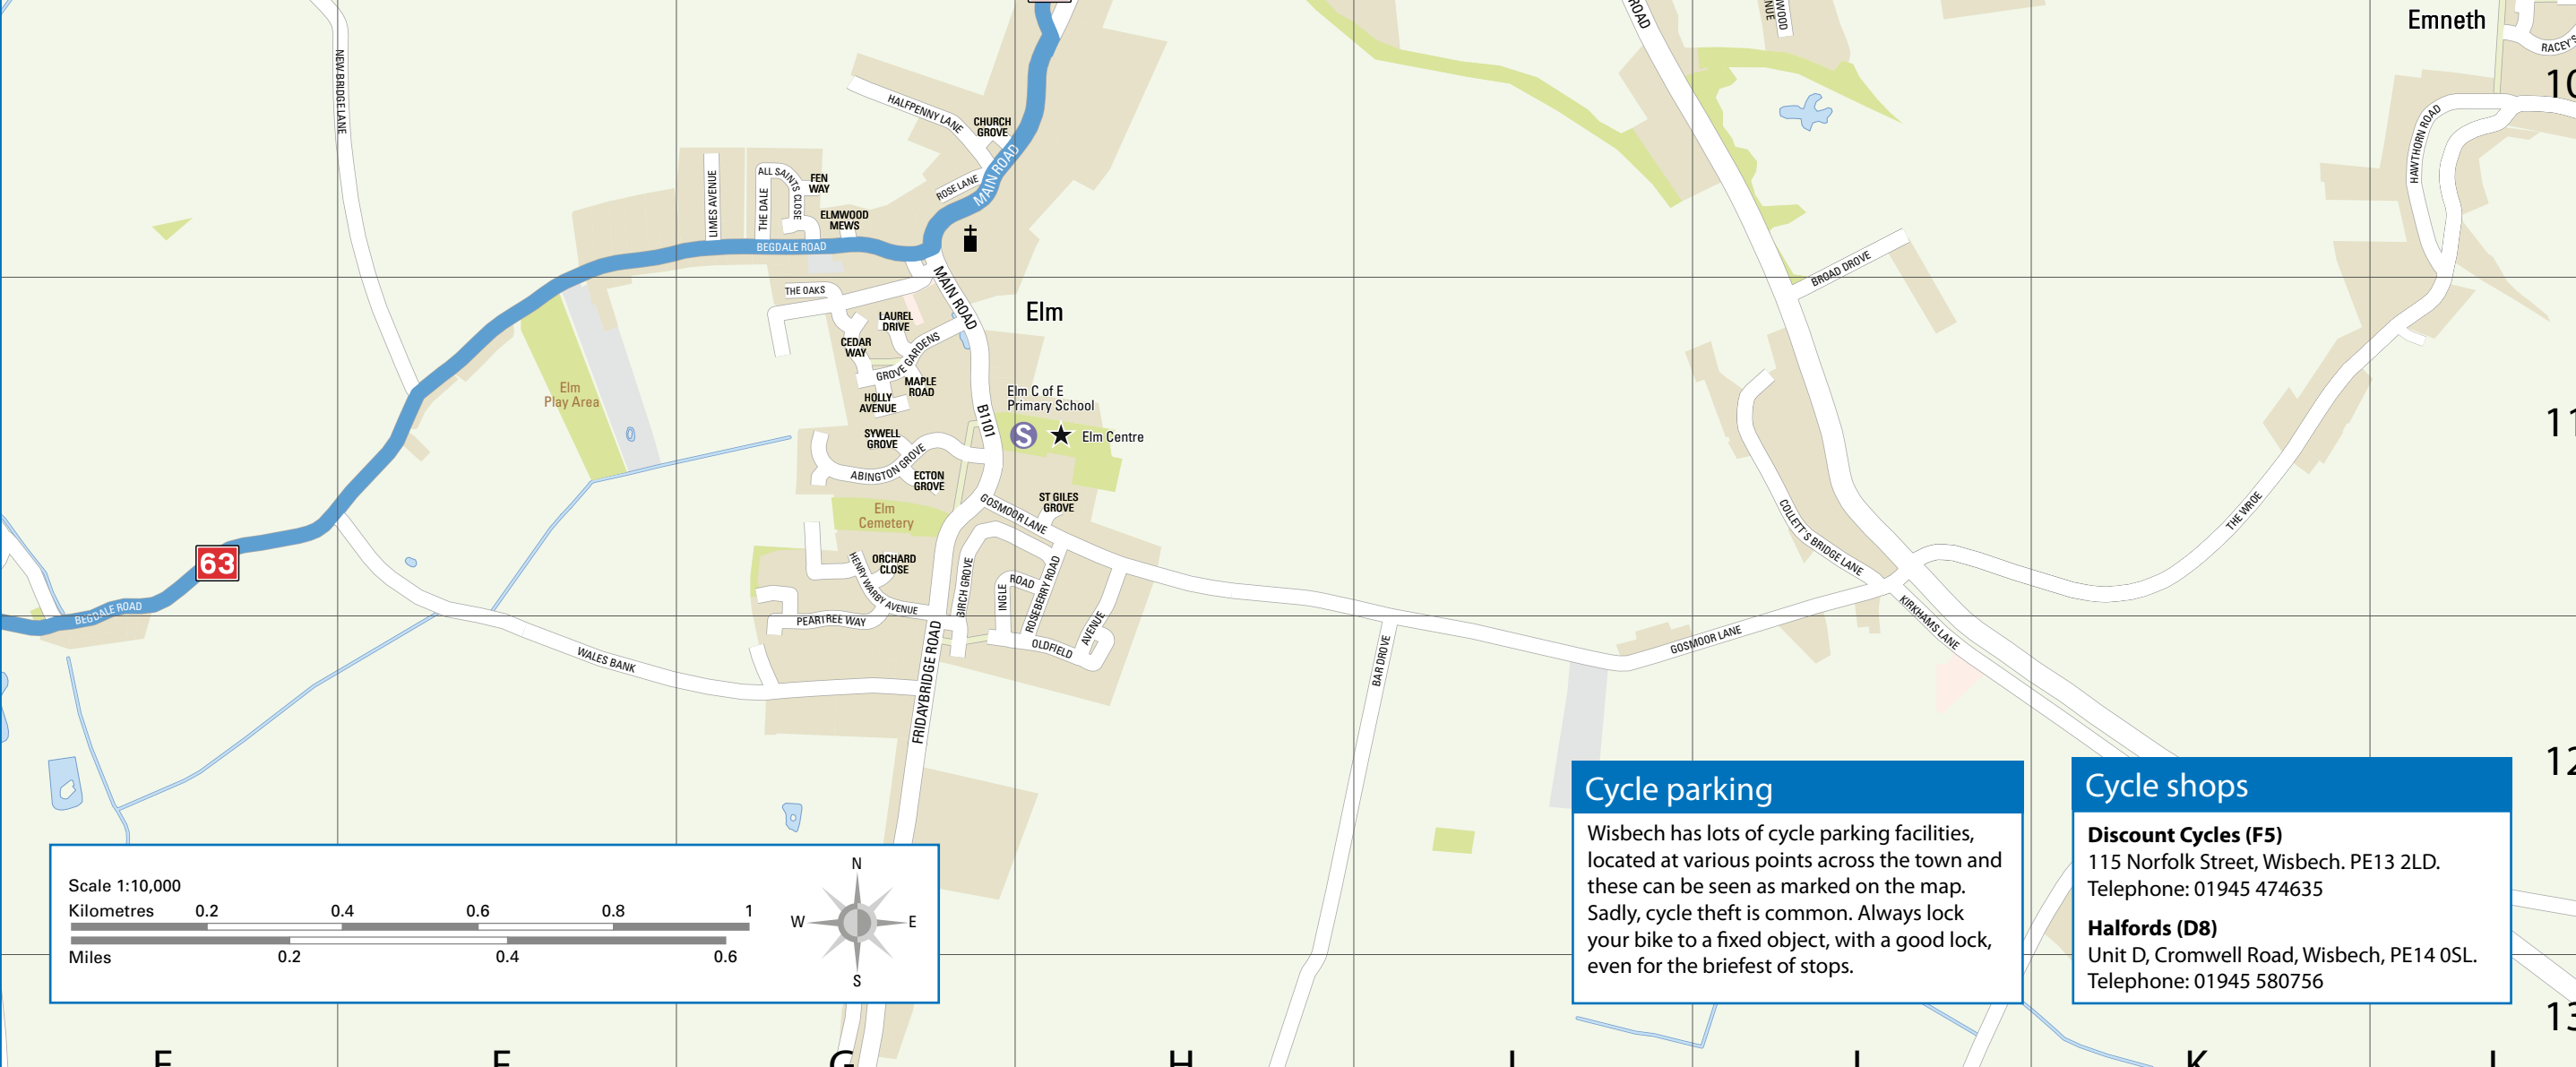 ROAD
Emneth
RACEY'S
10
NEW BRIDGE LANE
HALFPENNY LANE
CHURCH
GROVE
MAIN ROAD
ROSE LANE
LIMES AVENUE
THE DALE
ALL SAINTS CLOSE
FEN
WAY
ELMWOOD
MEWS
BEGDALE ROAD
HAWTHORN ROAD
BROAD DROVE
THE OAKS
MAIN ROAD
Elm
LAUREL
DRIVE
CEDAR
WAY
GROVE GARDENS
MAPLE
ROAD
HOLLY
AVENUE
Elm
Play Area
B1101
Elm C of E
Primary School
S
Elm Centre
11
SYWELL
GROVE
ABINGTON GROVE
ECTON
GROVE
Elm
Cemetery
GOSMOOR LANE
ST GILES
GROVE
COLLETT'S BRIDGE LANE
THE WROE
63
BEGDALE ROAD
ORCHARD
CLOSE
HENRY WARBY AVENUE
PEARTREE WAY
BIRCH GROVE
INGLE
ROAD
ROSEBERRY ROAD
OLDFIELD
AVENUE
KIRKHAMS LANE
GOSMOOR LANE
BAR DROVE
WALES BANK
FRIDAYBRIDGE ROAD
12
Cycle parking
Wisbech has lots of cycle parking facilities,
located at various points across the town and
these can be seen as marked on the map.
Sadly, cycle theft is common. Always lock
your bike to a fixed object, with a good lock,
even for the briefest of stops.
Cycle shops
Discount Cycles (F5)
115 Norfolk Street, Wisbech. PE13 2LD.
Telephone: 01945 474635
Halfords (D8)
Unit D, Cromwell Road, Wisbech, PE14 0SL.
Telephone: 01945 580756
Scale 1:10,000
Kilometres 0.2 0.4 0.6 0.8 1
Miles 0.2 0.4 0.6
N
W E
S
13
G H K